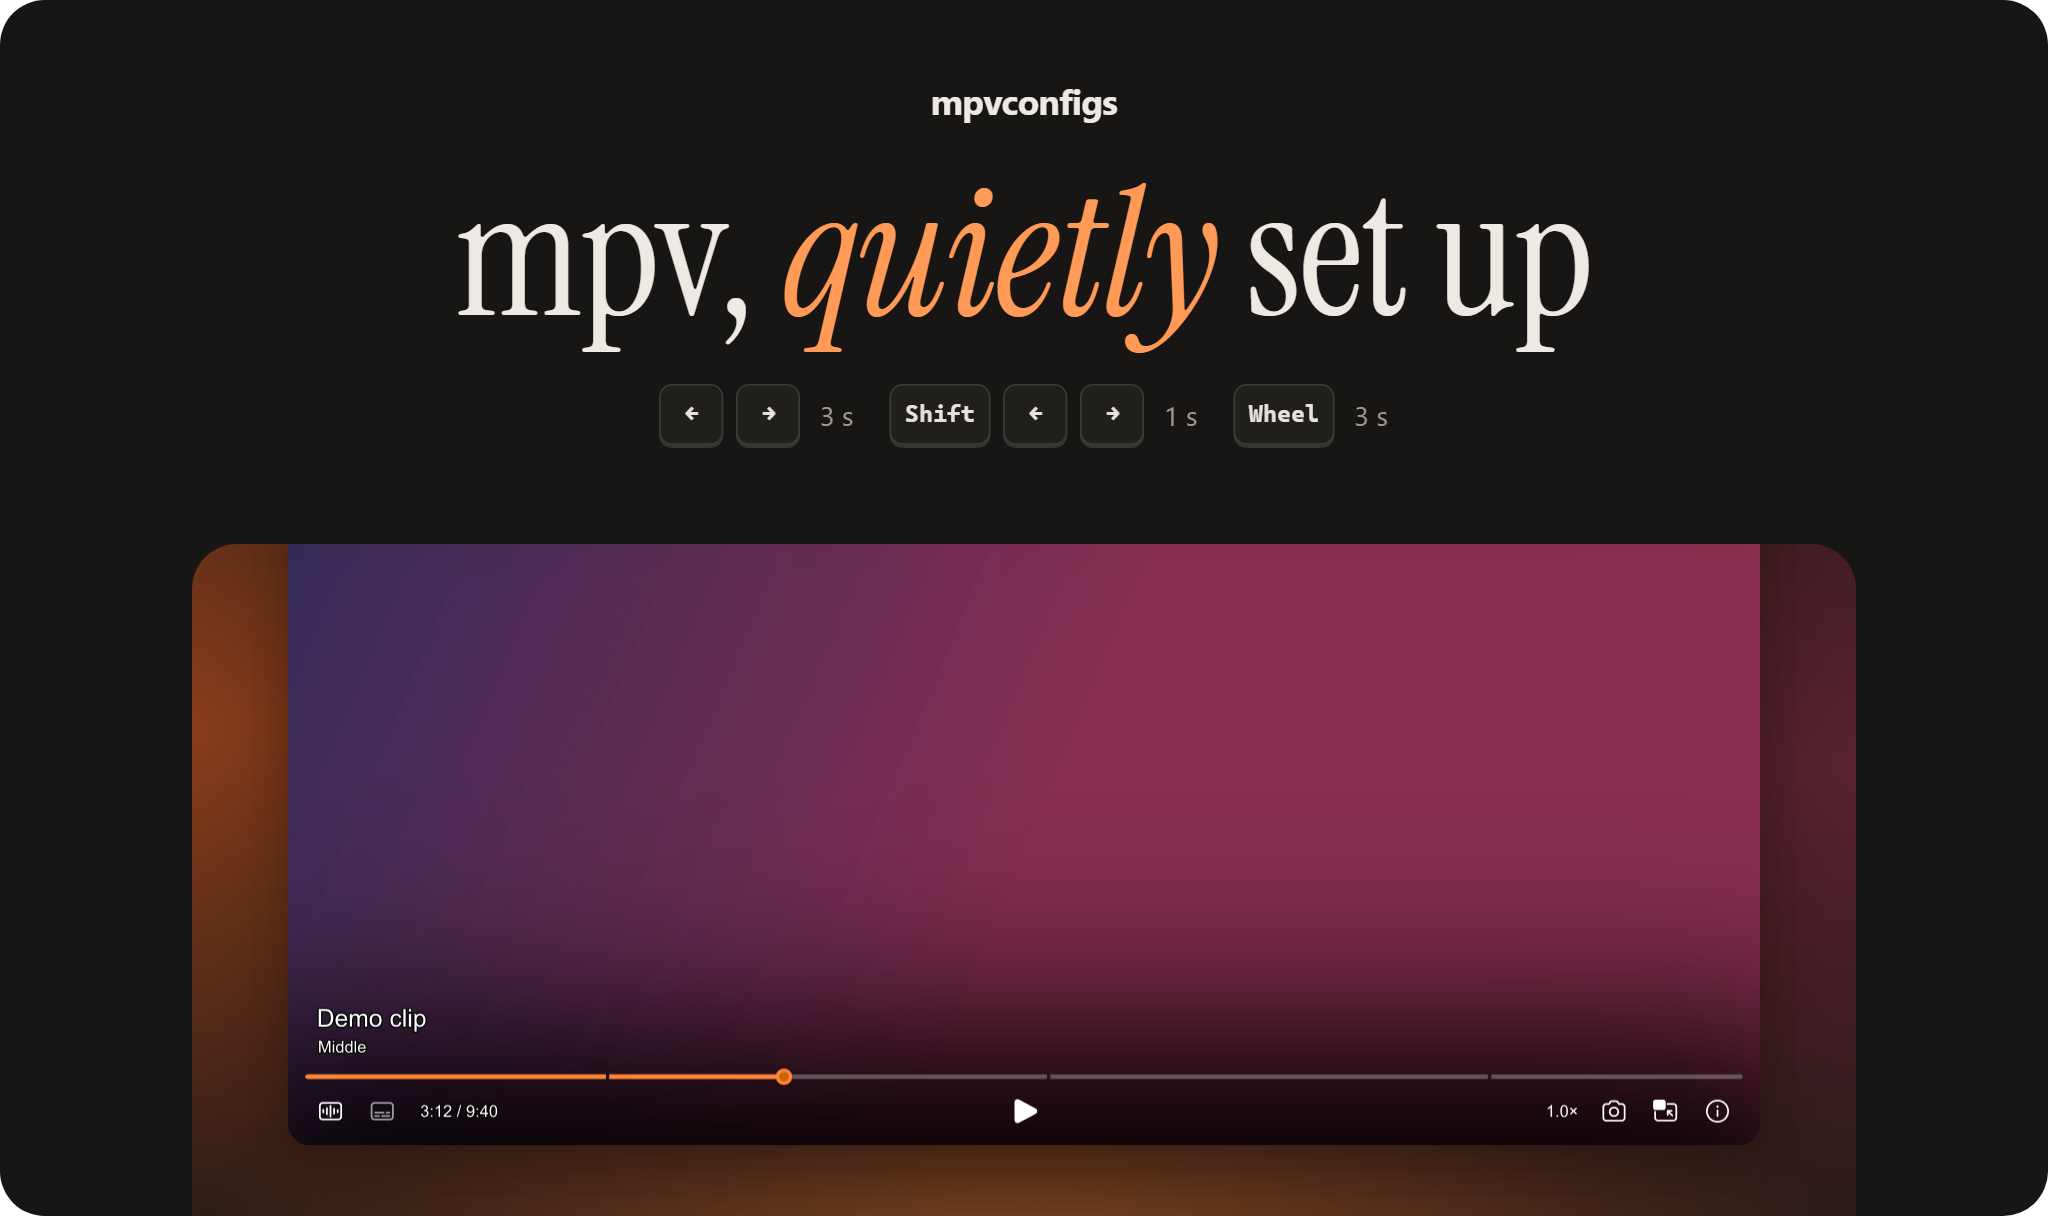 mpvconfigs
mpv, quietly set up
← → 3 s Shift ← → 1 s Wheel 3 s
Demo clip
Middle
3:12 / 9:40 1.0×